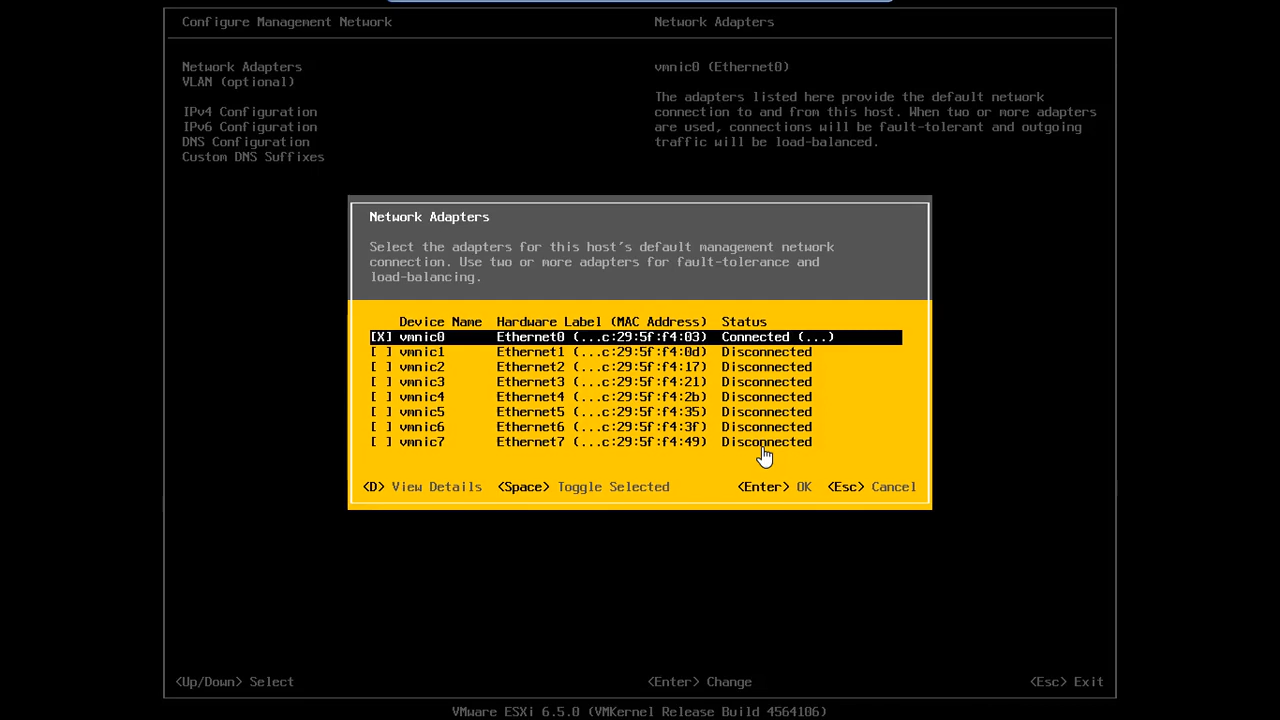 Configure Management Network
Network Adapters
Network Adapters
VLAN (optional)
IPv4 Configuration
IPv6 Configuration
DNS Configuration
Custom DNS Suffixes
vmnic0 (Ethernet0)
The adapters listed here provide the default network
connection to and from this host. When two or more adapters
are used, connections will be fault-tolerant and outgoing
traffic will be load-balanced.
Network Adapters
Select the adapters for this host's default management network
connection. Use two or more adapters for fault-tolerance and
load-balancing.
Device Name Hardware Label (MAC Address) Status
[X] vmnic0 Ethernet0 (...c:29:5f:f4:03) Connected (...)
[ ] vmnic1 Ethernet1 (...c:29:5f:f4:0d) Disconnected
[ ] vmnic2 Ethernet2 (...c:29:5f:f4:17) Disconnected
[ ] vmnic3 Ethernet3 (...c:29:5f:f4:21) Disconnected
[ ] vmnic4 Ethernet4 (...c:29:5f:f4:2b) Disconnected
[ ] vmnic5 Ethernet5 (...c:29:5f:f4:35) Disconnected
[ ] vmnic6 Ethernet6 (...c:29:5f:f4:3f) Disconnected
[ ] vmnic7 Ethernet7 (...c:29:5f:f4:49) Disconnected
<D> View Details <Space> Toggle Selected <Enter> OK <Esc> Cancel
<Up/Down> Select <Enter> Change <Esc> Exit
VMware ESXi 6.5.0 (VMKernel Release Build 4564106)